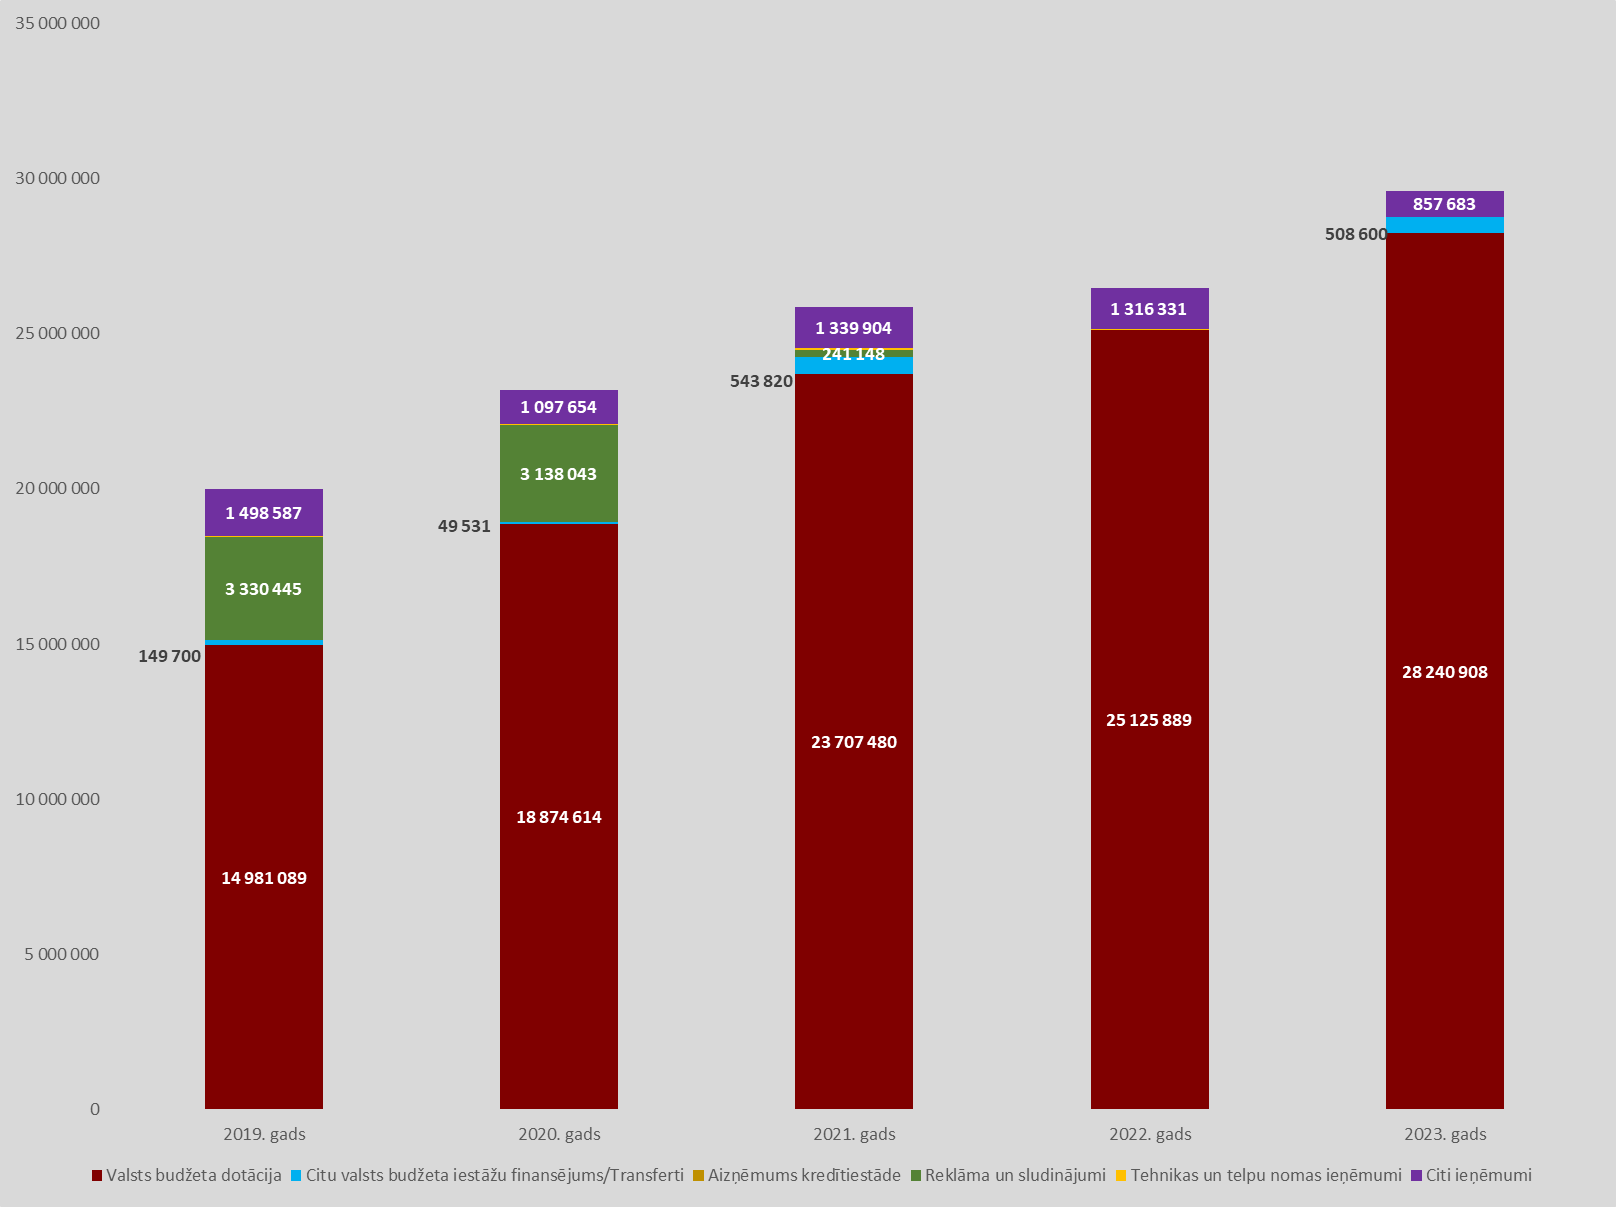 35 000 000
30 000 000
25 000 000
20 000 000
15 000 000
10 000 000
5 000 000
0
1 498 587
3 330 445
149 700
14 981 089
1 097 654
3 138 043
49 531
18 874 614
1 339 904
241 148
543 820
23 707 480
1 316 331
25 125 889
857 683
508 600
28 240 908
2019. gads
2020. gads
2021. gads
2022. gads
2023. gads
Valsts budžeta dotācija
Citu valsts budžeta iestāžu finansējums/Transferti
Aizņēmums kredītiestāde
Reklāma un sludinājumi
Tehnikas un telpu nomas ieņēmumi
Citi ieņēmumi